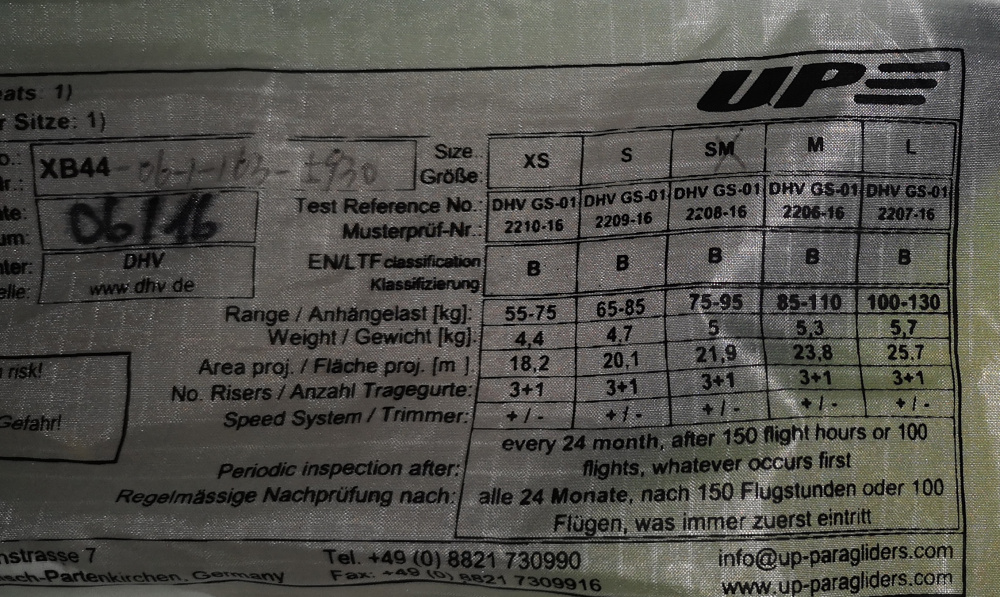 UP
eats: 1)
r Sitze: 1)
o.: XB44 - 06-1-163 -
Size.: XS S SM M L
Größe:
Test Reference No.: DHV GS-01 DHV GS-01 DHV GS-01 DHV GS-01 DHV GS-01
Musterprüf-Nr.: 2210-16 2209-16 2208-16 2206-16 2207-16
06/16
DHV
www.dhv de
EN/LTF classification
Klassifizierung B B B B B
Range / Anhängelast [kg]: 55-75 65-85 75-95 85-110 100-130
Weight / Gewicht [kg]: 4,4 4,7 5 5,3 5,7
Area proj. / Fläche proj. [m ]. 18,2 20,1 21,9 23,8 25,7
No. Risers / Anzahl Tragegurte: 3+1 3+1 3+1 3+1 3+1
Speed System / Trimmer: + / - + / - + / - + / - + / -
risk!
Gefahr!
every 24 month, after 150 flight hours or 100
Periodic inspection after: flights, whatever occurs first
Regelmässige Nachprüfung nach: alle 24 Monate, nach 150 Flugstunden oder 100
Flügen, was immer zuerst eintritt
nstrasse 7 Tel. +49 (0) 8821 730990 info@up-paragliders.com
isch-Partenkirchen, Germany Fax: +49 (0) 8821 7309916 www.up-paragliders.com